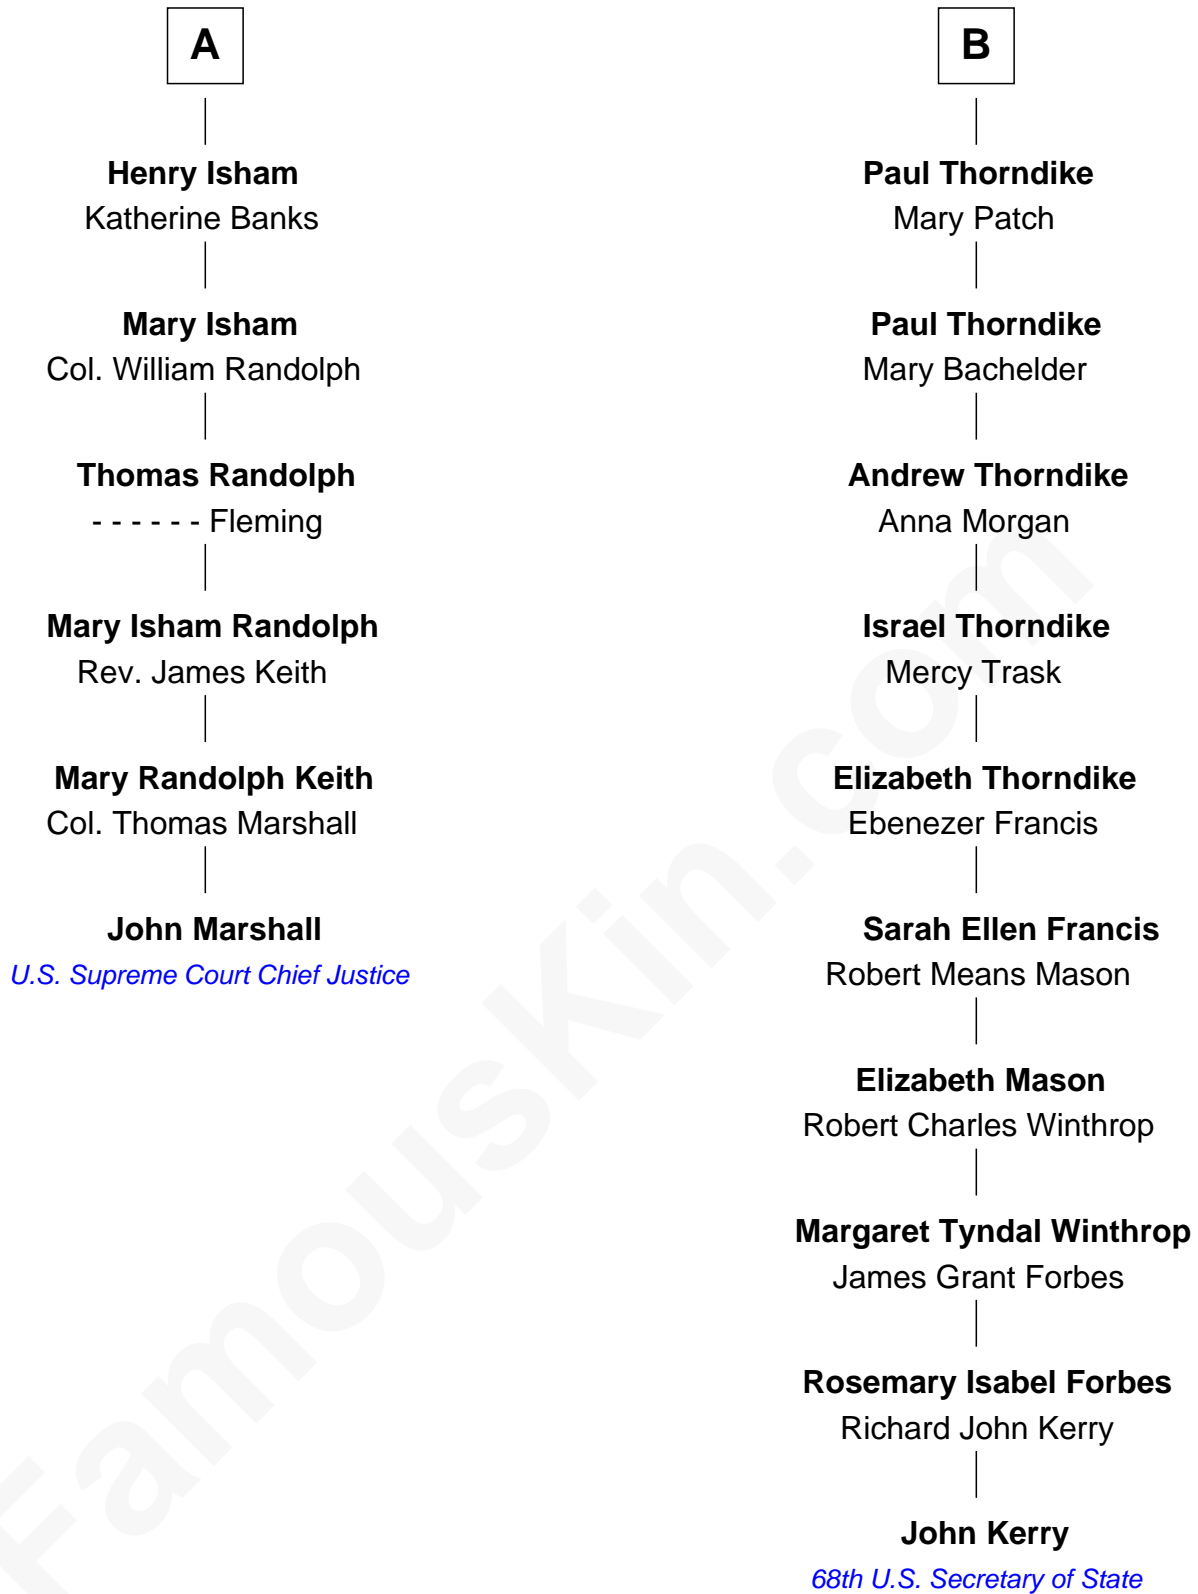 A
Henry Isham
Katherine Banks
Mary Isham
Col. William Randolph
Thomas Randolph
- - - - - - Fleming
Mary Isham Randolph
Rev. James Keith
Mary Randolph Keith
Col. Thomas Marshall
John Marshall
U.S. Supreme Court Chief Justice
B
Paul Thorndike
Mary Patch
Paul Thorndike
Mary Bachelder
Andrew Thorndike
Anna Morgan
Israel Thorndike
Mercy Trask
Elizabeth Thorndike
Ebenezer Francis
Sarah Ellen Francis
Robert Means Mason
Elizabeth Mason
Robert Charles Winthrop
Margaret Tyndal Winthrop
James Grant Forbes
Rosemary Isabel Forbes
Richard John Kerry
John Kerry
68th U.S. Secretary of State
FamousKin.com